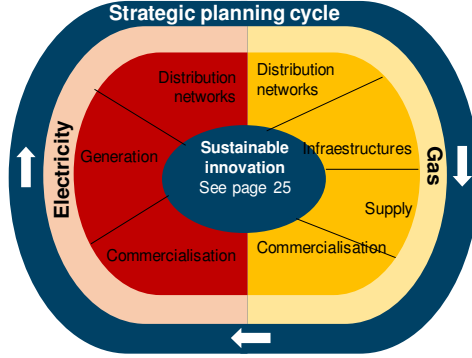 Strategic planning cycle
Distribution
networks
Distribution
networks
Electricity
Generation
Sustainable
innovation
See page 25
Infraestructures
Gas
Supply
Commercialisation
Commercialisation